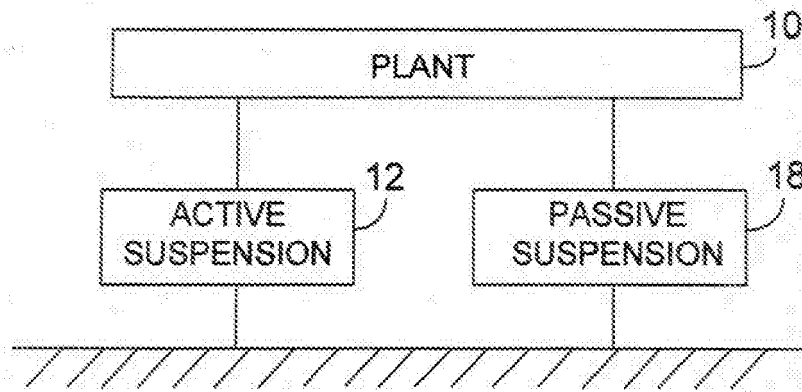 10
PLANT
12
ACTIVE
SUSPENSION
18
PASSIVE
SUSPENSION